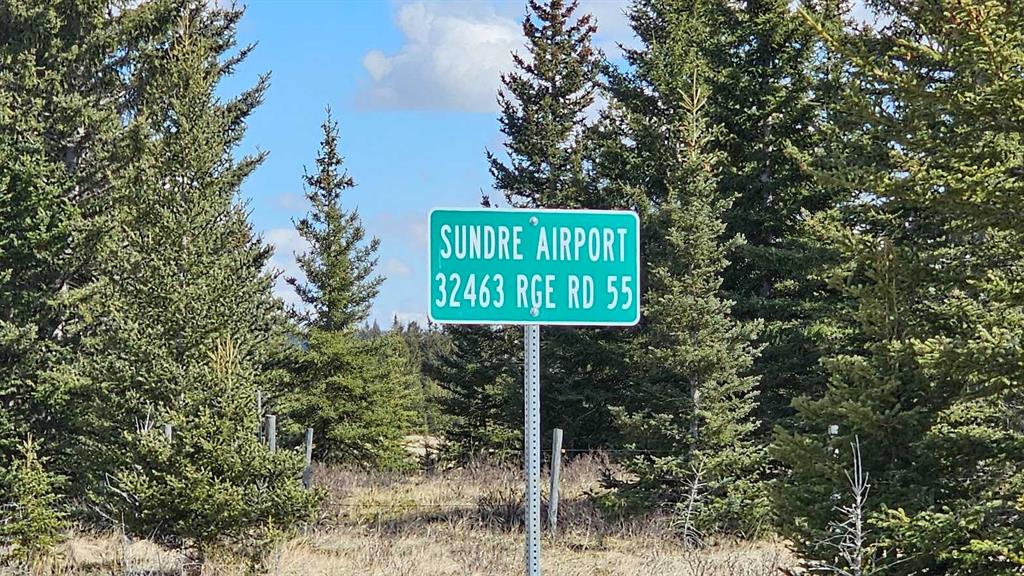 SUNDRE AIRPORT
32463 RGE RD 55